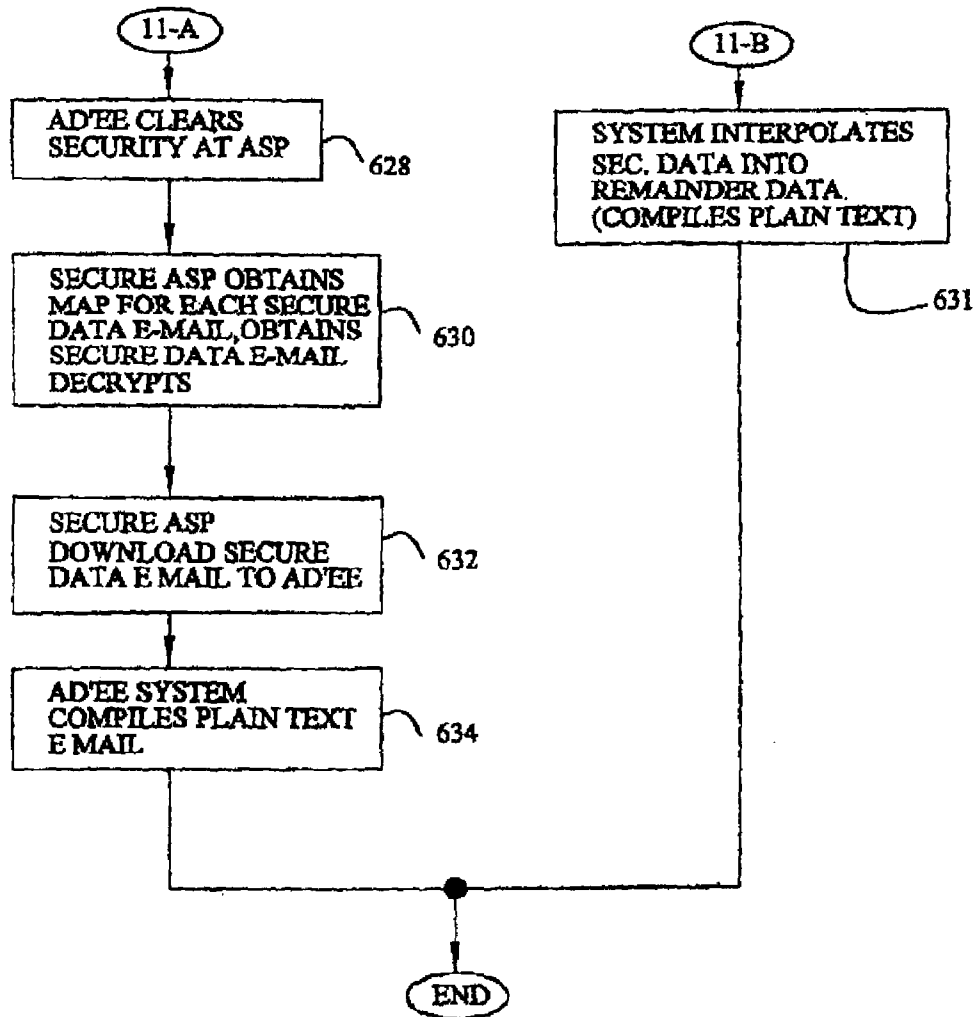 11-A
AD'EE CLEARS
SECURITY AT ASP
628
SECURE ASP OBTAINS
MAP FOR EACH SECURE
DATA E-MAIL, OBTAINS
SECURE DATA E-MAIL
DECRYPTS
630
SECURE ASP
DOWNLOAD SECURE
DATA E MAIL TO AD'EE
632
AD'EE SYSTEM
COMPILES PLAIN TEXT
E MAIL
634
11-B
SYSTEM INTERPOLATES
SEC. DATA INTO
REMAINDER DATA.
(COMPILES PLAIN TEXT)
631
END